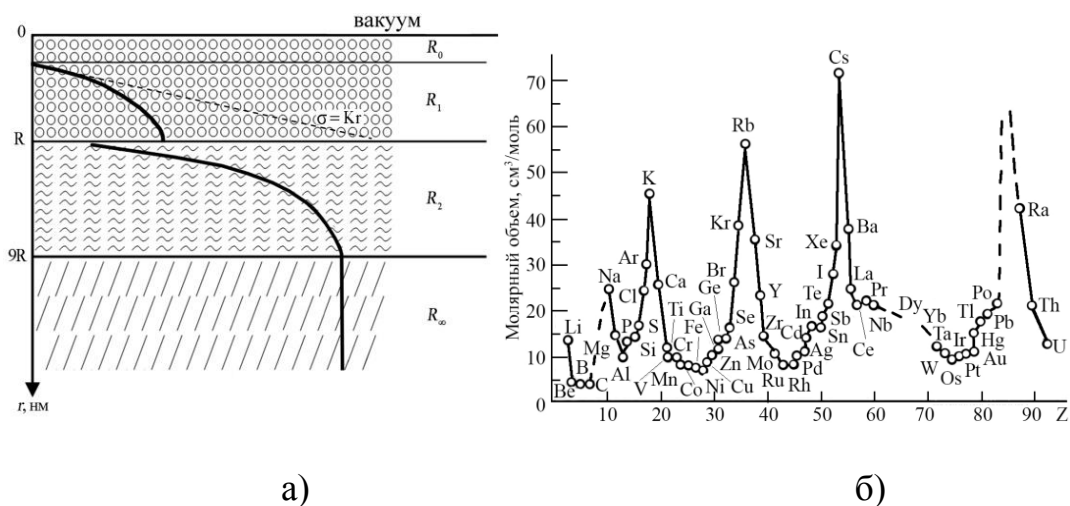 вакуум
0
R₀
σ = Kr
R₁
R
R₂
9R
R∞
r, нм
а)
Молярный объем, см³/моль
70
60
50
40
30
20
10
0
10 20 30 40 50 60 70 80 90 Z
Li
Be
B
C
Na
Mg
Al
P
Si
S
Cl
Ar
K
Ca
Ti
V
Cr
Mn
Fe
Co
Ni
Cu
Zn
Ga
Ge
As
Se
Br
Kr
Rb
Sr
Y
Zr
Mo
Ru
Rh
Pd
Ag
Cd
In
Sn
Sb
Te
I
Xe
Cs
Ba
La
Ce
Pr
Nb
Dy
Yb
Ta
W
Os
Ir
Pt
Au
Hg
Tl
Pb
Po
Ra
Th
U
б)